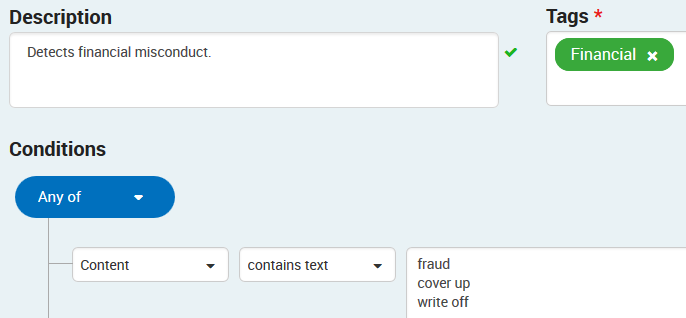 Description
Tags *
Detects financial misconduct.
Financial ×
Conditions
Any of
Content
contains text
fraud
cover up
write off